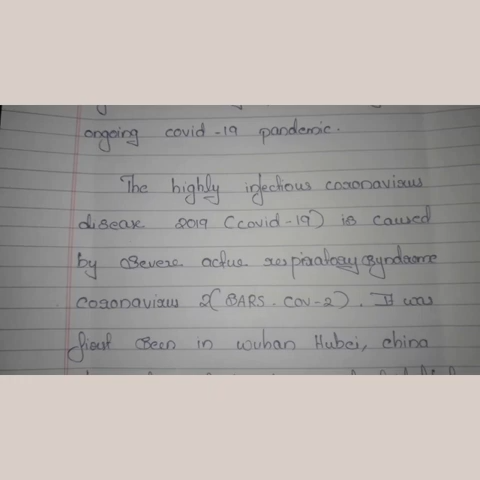 ongoing covid-19 pandemic.
The highly infectious coronavirus
disease 2019 (covid-19) is caused
by severe actue respiratory syndrome
coronavirus 2( SARS. COV-2). It was
first seen in wuhan Hubei, china